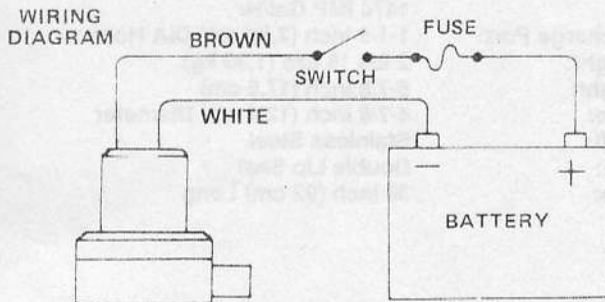 WIRING
DIAGRAM
BROWN
FUSE
SWITCH
WHITE
–
+
BATTERY